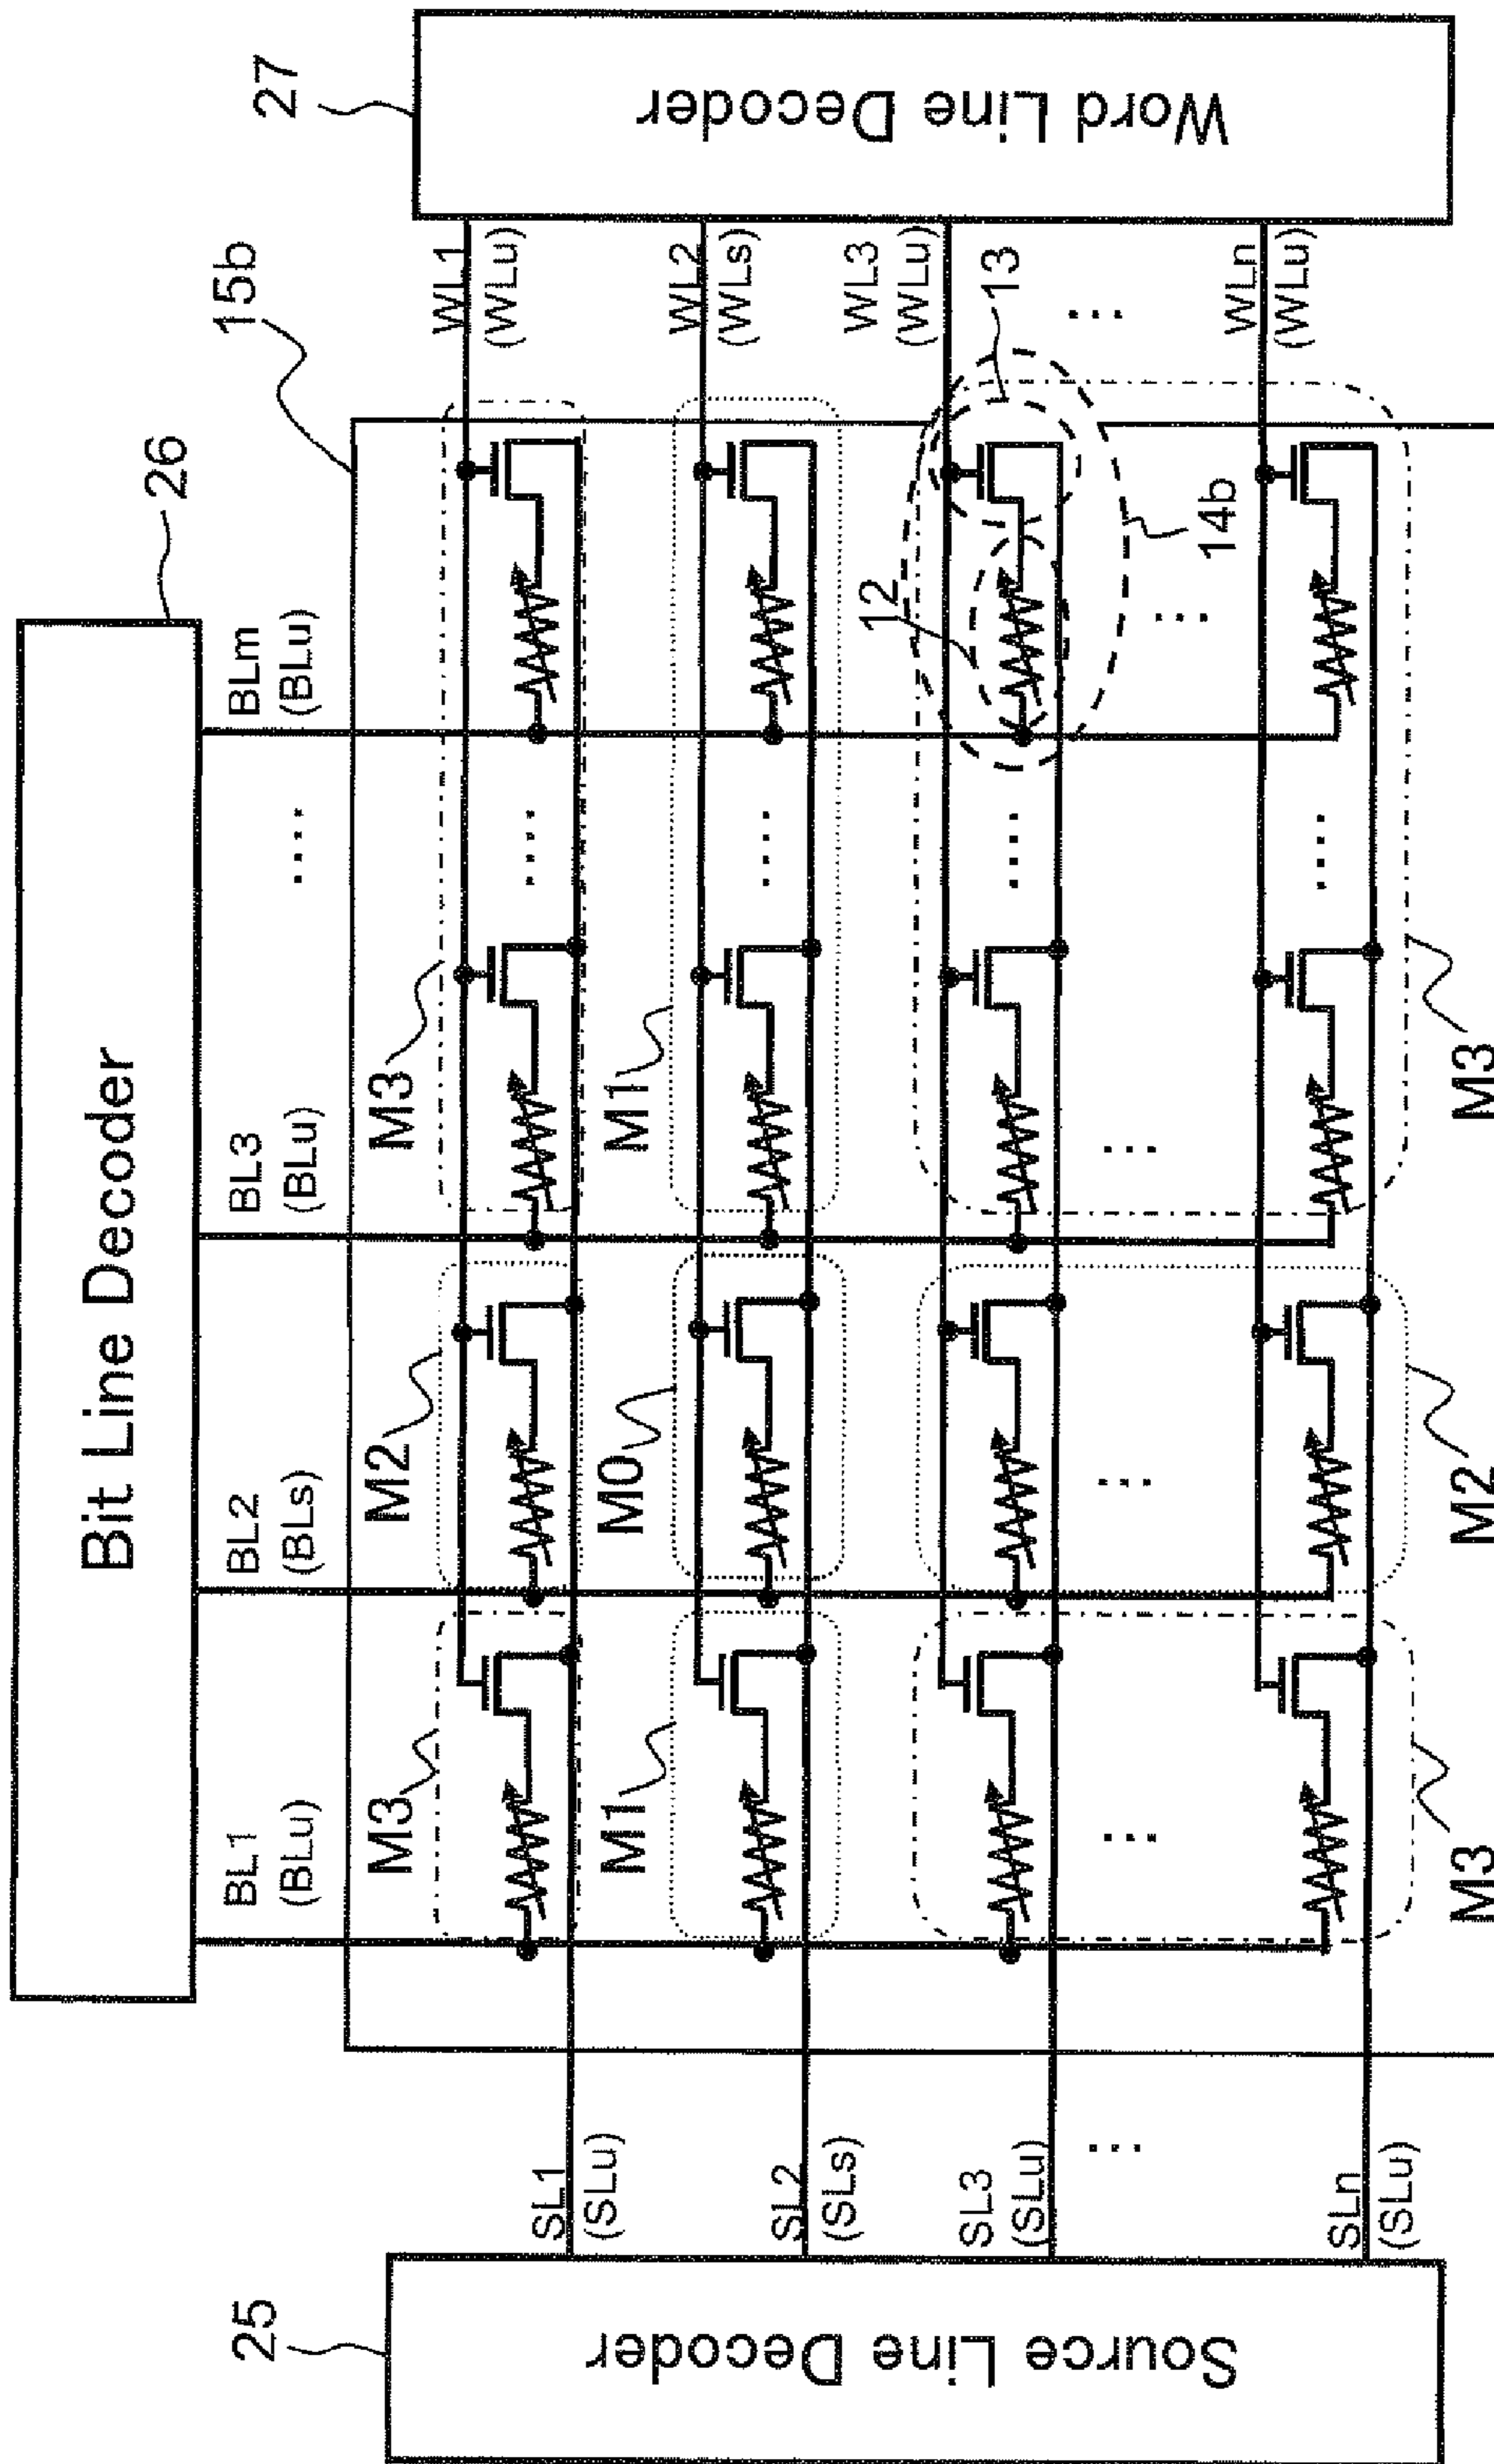 Bit Line Decoder
26
15b
27
BL1
(BLu)
BL2
(BLs)
BL3
(BLu)
....
BLm
(BLu)
Word Line Decoder
WL1
(WLu)
WL2
(WLs)
WL3
(WLu)
...
WLn
(WLu)
M3
M2
M3
....
M1
M0
M1
....
12
13
14b
....
...
...
...
...
....
M3
M2
M3
25
Source Line Decoder
SL1
(SLu)
SL2
(SLs)
SL3
(SLu)
...
SLn
(SLu)